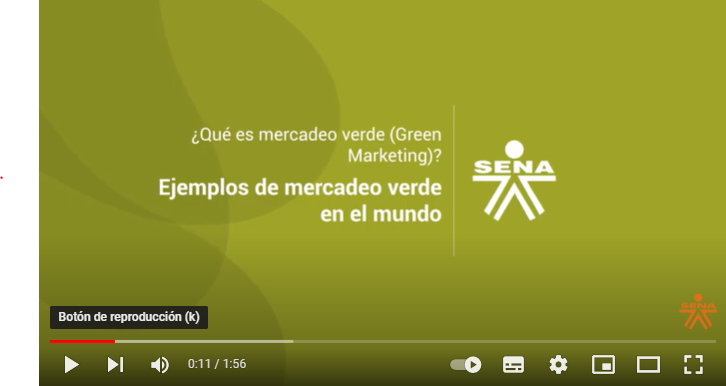 ¿Qué es mercadeo verde (Green
Marketing)?
Ejemplos de mercadeo verde
en el mundo
SENA
Botón de reproducción (k)
0:11 / 1:56